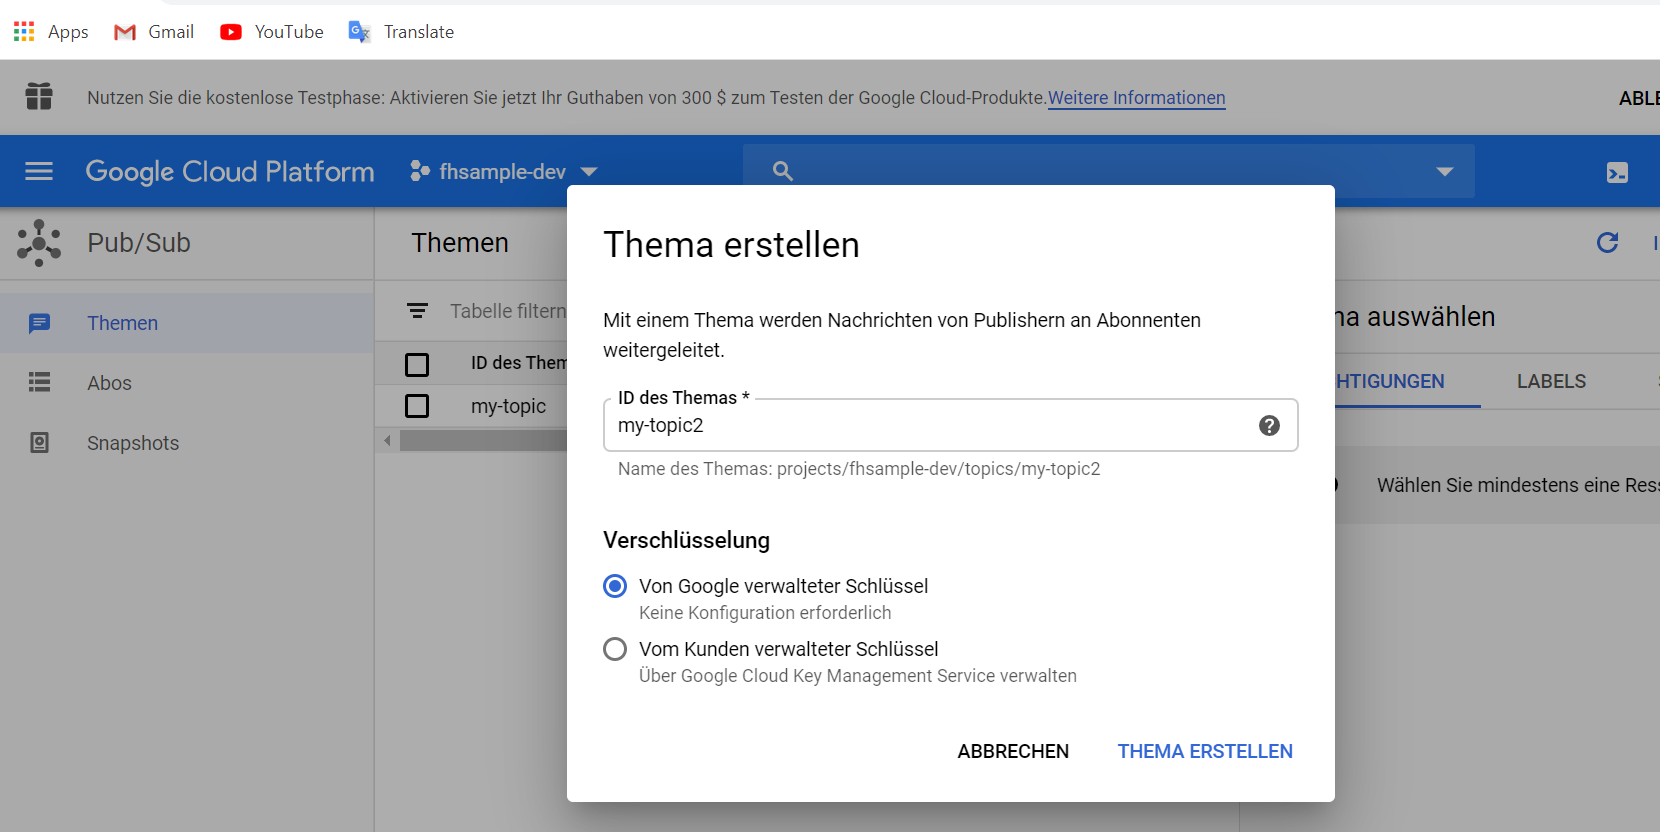 Apps Gmail YouTube Translate
Nutzen Sie die kostenlose Testphase: Aktivieren Sie jetzt Ihr Guthaben von 300 $ zum Testen der Google Cloud-Produkte. Weitere Informationen
Google Cloud Platform fhsample-dev
Pub/Sub
Themen
Abos
Snapshots
Themen
Tabelle filtern
ID des
my-topic
Thema erstellen
Mit einem Thema werden Nachrichten von Publishern an Abonnenten
weitergeleitet.
ID des Themas *
my-topic2
Name des Themas: projects/fhsample-dev/topics/my-topic2
Verschlüsselung
Von Google verwalteter Schlüssel
Keine Konfiguration erforderlich
Vom Kunden verwalteter Schlüssel
Über Google Cloud Key Management Service verwalten
ABBRECHEN THEMA ERSTELLEN
auswählen
LABELS
Wählen Sie mindestens eine